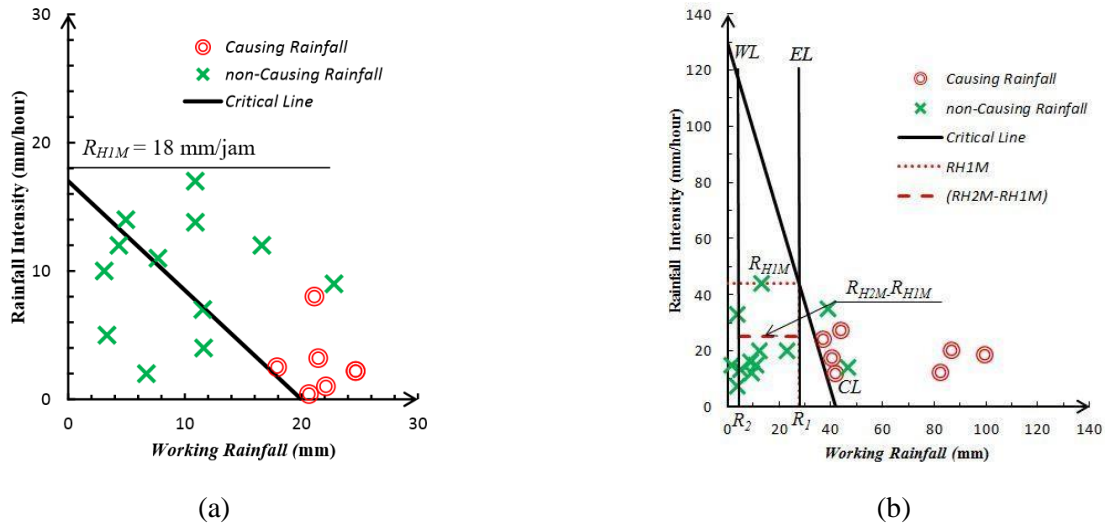 30
20
10
0
0
10
20
30
Rainfall Intensity (mm/hour)
Working Rainfall (mm)
Causing Rainfall
non-Causing Rainfall
Critical Line
R_H1M = 18 mm/jam
(a)
140
120
100
80
60
40
20
0
0
20
40
60
80
100
120
140
Rainfall Intensity (mm/hour)
Working Rainfall (mm)
WL
EL
Causing Rainfall
non-Causing Rainfall
Critical Line
RH1M
(RH2M-RH1M)
R_H1M
R_H2M-R_H1M
CL
R_2
R_1
(b)